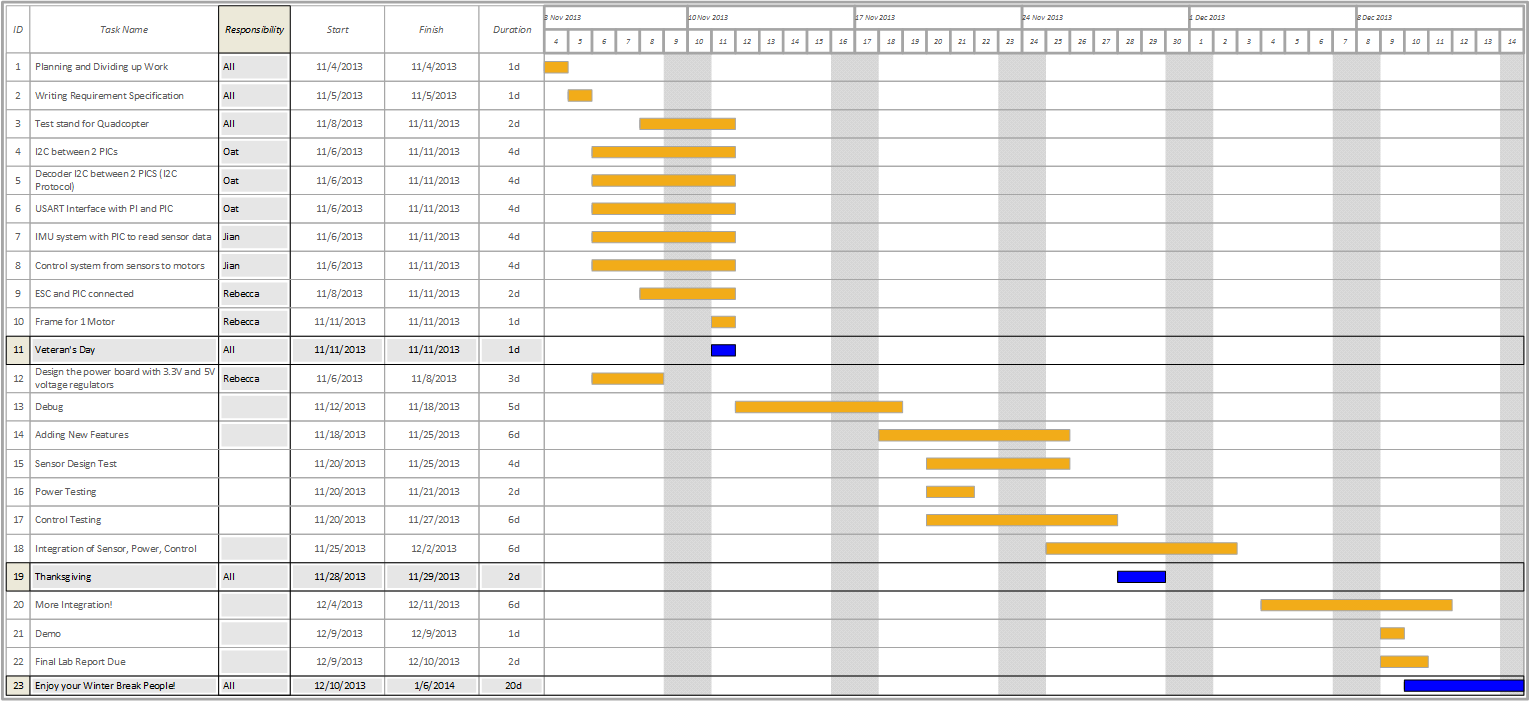 ID Task Name Responsibility Start Finish Duration 3 Nov 2013 10 Nov 2013 17 Nov 2013 24 Nov 2013 1 Dec 2013 8 Dec 2013
4 5 6 7 8 9 10 11 12 13 14 15 16 17 18 19 20 21 22 23 24 25 26 27 28 29 30 1 2 3 4 5 6 7 8 9 10 11 12 13 14
1 Planning and Dividing up Work All 11/4/2013 11/4/2013 1d
2 Writing Requirement Specification All 11/5/2013 11/5/2013 1d
3 Test stand for Quadcopter All 11/8/2013 11/11/2013 2d
4 I2C between 2 PICs Oat 11/6/2013 11/11/2013 4d
5 Decoder I2C between 2 PICS (I2C
Protocol) Oat 11/6/2013 11/11/2013 4d
6 USART Interface with PI and PIC Oat 11/6/2013 11/11/2013 4d
7 IMU system with PIC to read sensor data Jian 11/6/2013 11/11/2013 4d
8 Control system from sensors to motors Jian 11/6/2013 11/11/2013 4d
9 ESC and PIC connected Rebecca 11/8/2013 11/11/2013 2d
10 Frame for 1 Motor Rebecca 11/11/2013 11/11/2013 1d
11 Veteran's Day All 11/11/2013 11/11/2013 1d
12 Design the power board with 3.3V and 5V
voltage regulators Rebecca 11/6/2013 11/8/2013 3d
13 Debug 11/12/2013 11/18/2013 5d
14 Adding New Features 11/18/2013 11/25/2013 6d
15 Sensor Design Test 11/20/2013 11/25/2013 4d
16 Power Testing 11/20/2013 11/21/2013 2d
17 Control Testing 11/20/2013 11/27/2013 6d
18 Integration of Sensor, Power, Control 11/25/2013 12/2/2013 6d
19 Thanksgiving All 11/28/2013 11/29/2013 2d
20 More Integration! 12/4/2013 12/11/2013 6d
21 Demo 12/9/2013 12/9/2013 1d
22 Final Lab Report Due 12/9/2013 12/10/2013 2d
23 Enjoy your Winter Break People! All 12/10/2013 1/6/2014 20d